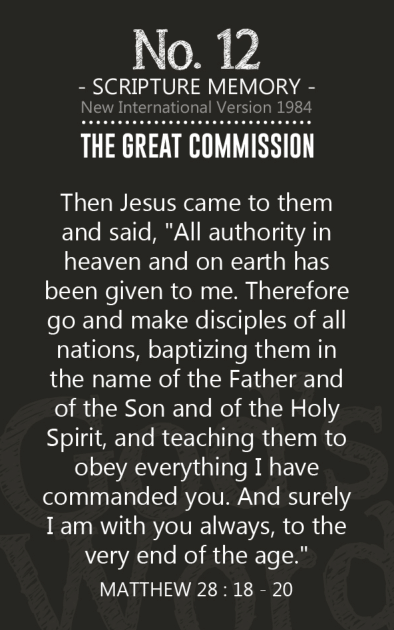 No. 12
- SCRIPTURE MEMORY -
New International Version 1984
THE GREAT COMMISSION
Then Jesus came to them
and said, "All authority in
heaven and on earth has
been given to me. Therefore
go and make disciples of all
nations, baptizing them in
the name of the Father and
of the Son and of the Holy
Spirit, and teaching them to
obey everything I have
commanded you. And surely
I am with you always, to the
very end of the age."
MATTHEW 28 : 18 - 20
God's
Word